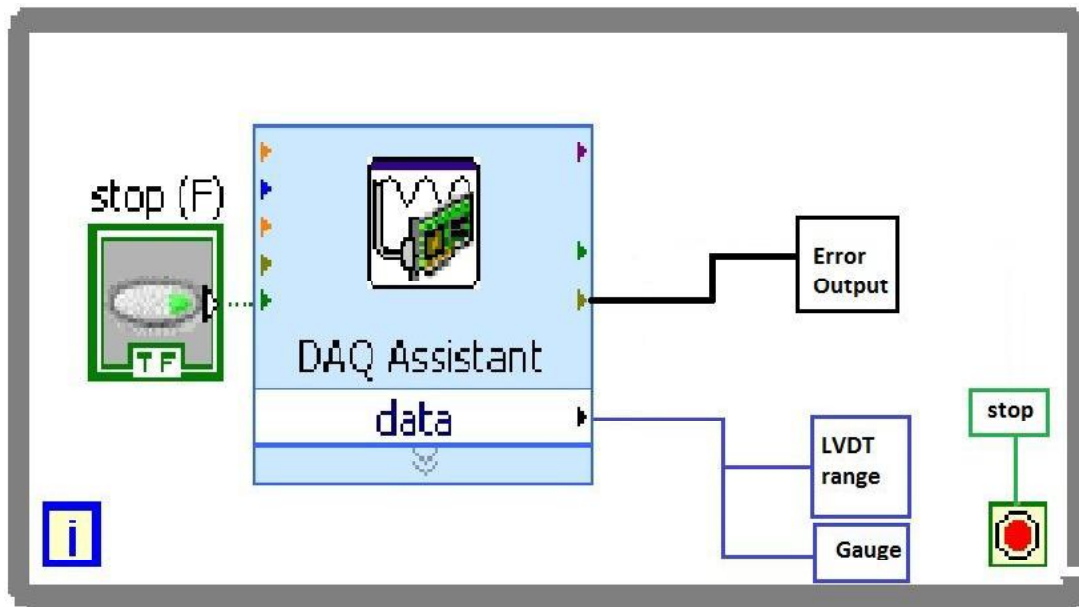 stop (F)
TF
DAQ Assistant
data
Error
Output
LVDT
range
Gauge
stop
i